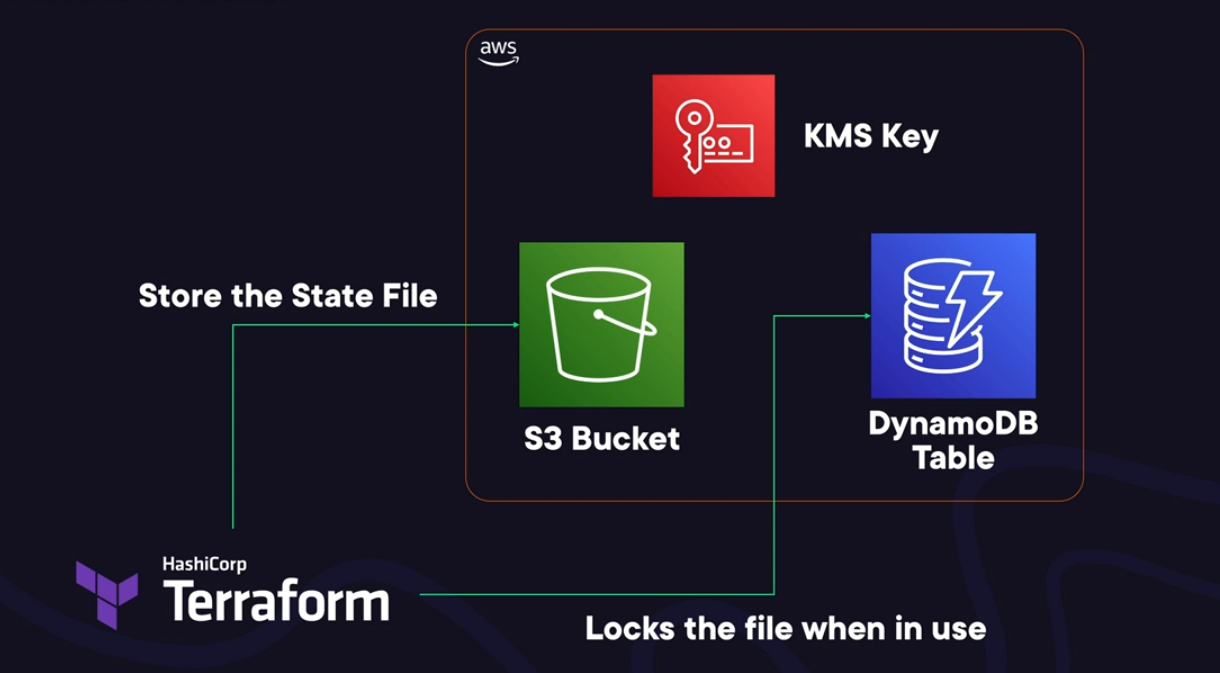 aws
KMS Key
Store the State File
S3 Bucket
DynamoDB
Table
HashiCorp
Terraform
Locks the file when in use